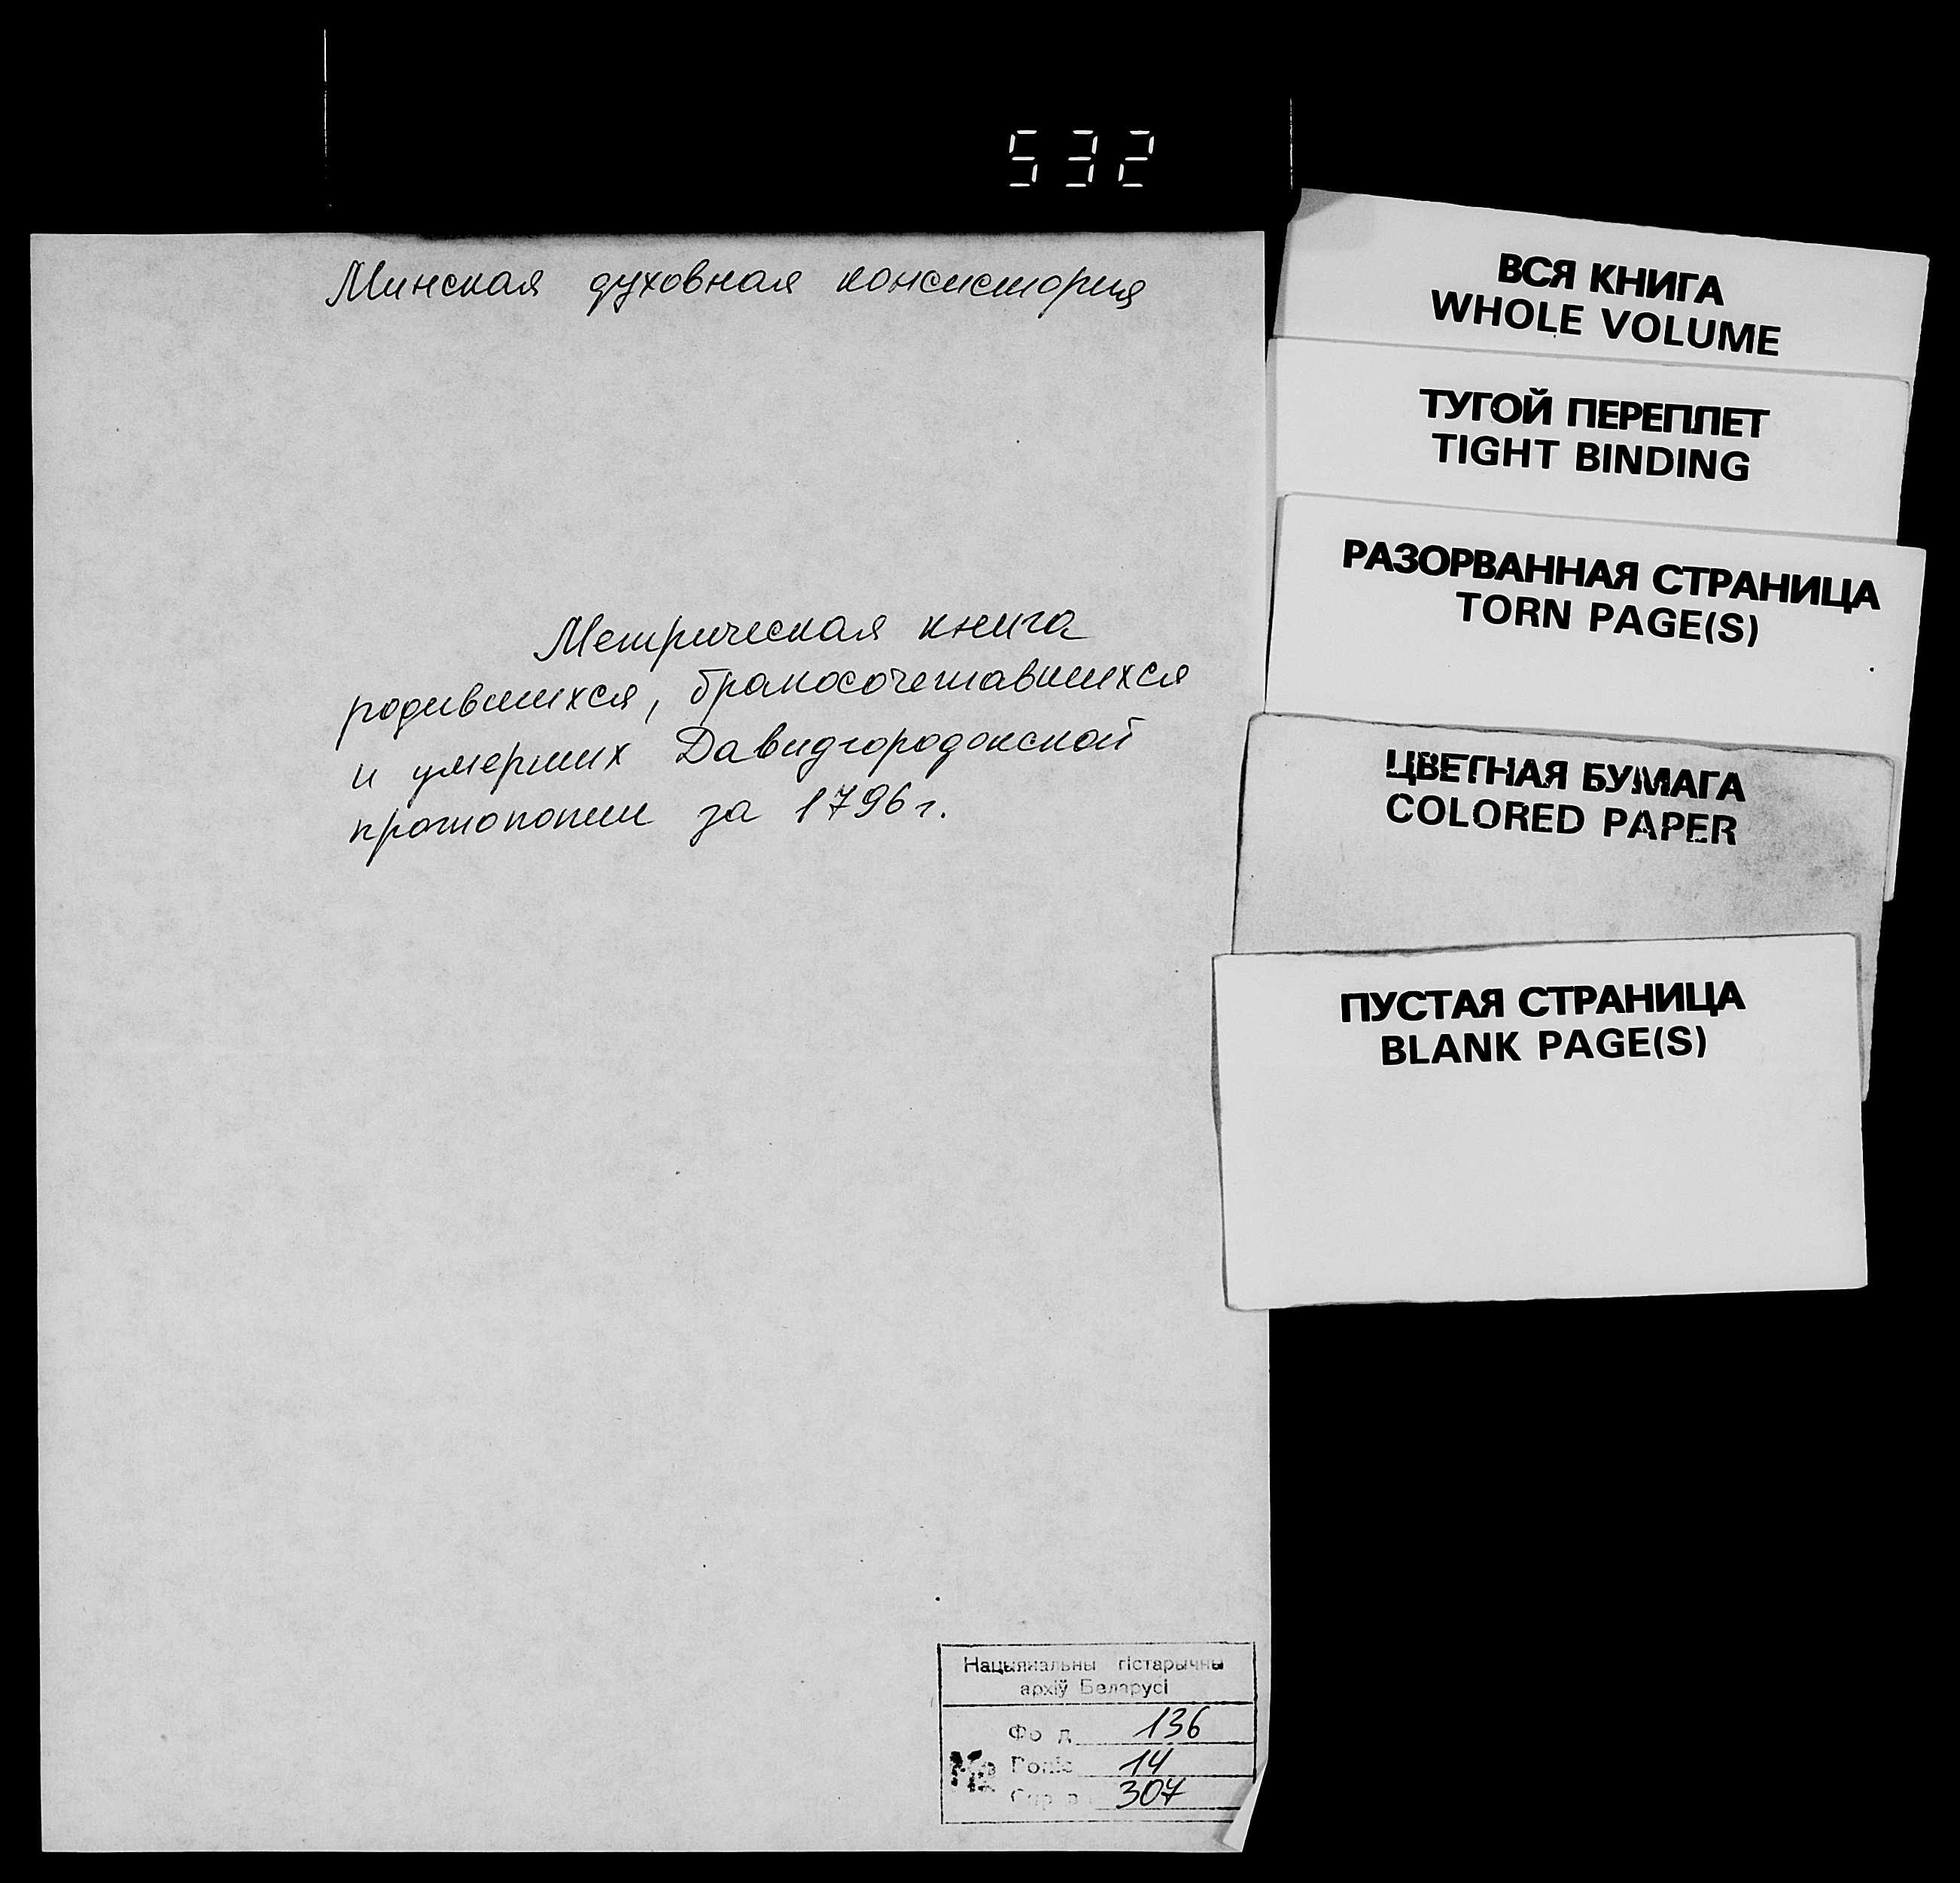 532
Минская духовная консистория
Метрическая книга
родившихся, бракосочетавшихся
и умерших Давидгородокской
протопопии за 1796 г.
ВСЯ КНИГА
WHOLE VOLUME
ТУГОЙ ПЕРЕПЛЕТ
TIGHT BINDING
РАЗОРВАННАЯ СТРАНИЦА
TORN PAGE(S)
ЦВЕТНАЯ БУМАГА
COLORED PAPER
ПУСТАЯ СТРАНИЦА
BLANK PAGE(S)
Нацыянальны гістарычны
архіў Беларусі
136
14
307